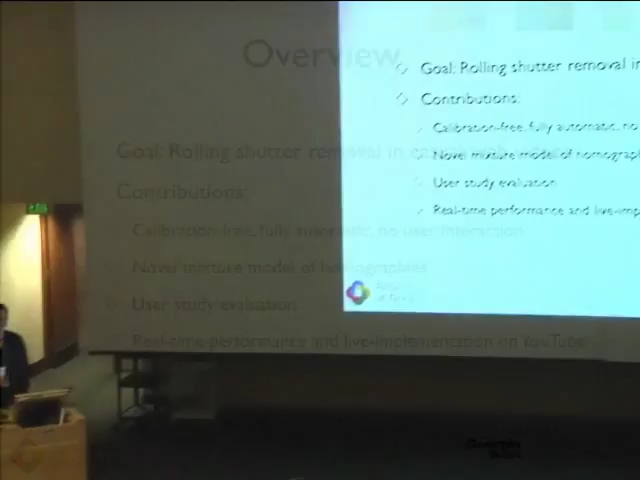 Overview
Goal: Rolling shutter removal in
Contributions:
Calibration-free, fully automatic, no user interaction
Novel mixture model of homographies
User study evaluation
Real-time performance and live-implementation on YouTube
Goal: Rolling shutter removal in
Contributions:
Calibration-free, fully automatic, no
Novel mixture model of homograp
User study evaluation
Real-time performance and live-imp